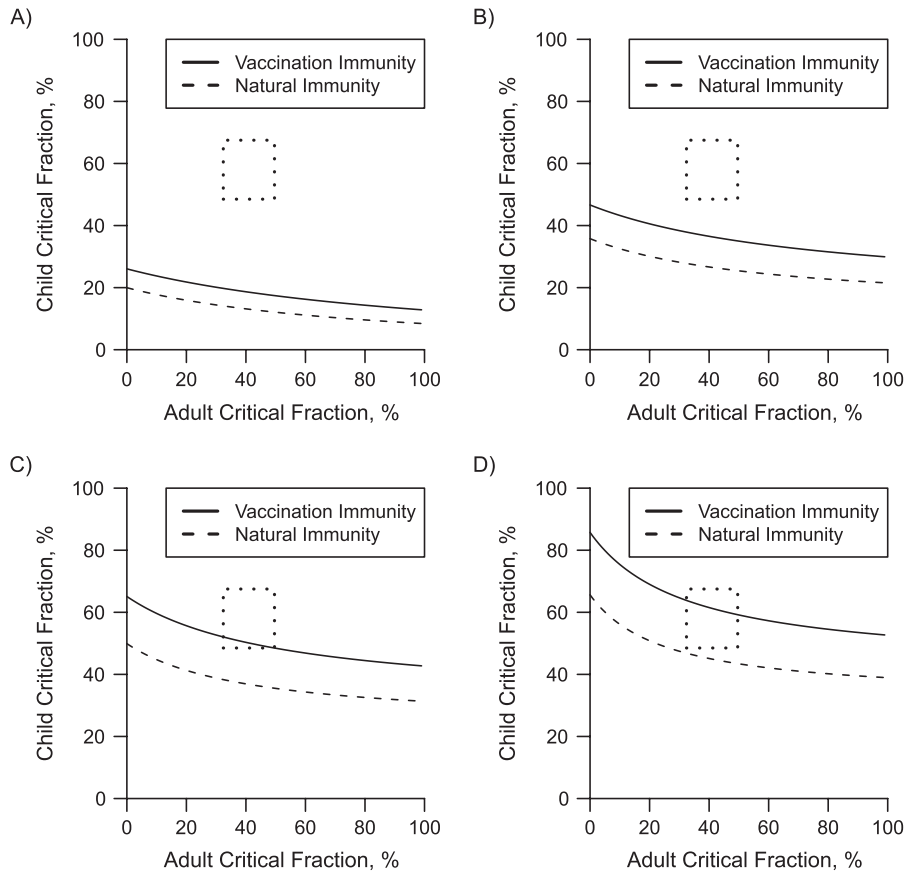 A)
100
80
60
40
20
0
Child Critical Fraction, %
Vaccination Immunity
Natural Immunity
0 20 40 60 80 100
Adult Critical Fraction, %
B)
100
80
60
40
20
0
Child Critical Fraction, %
Vaccination Immunity
Natural Immunity
0 20 40 60 80 100
Adult Critical Fraction, %
C)
100
80
60
40
20
0
Child Critical Fraction, %
Vaccination Immunity
Natural Immunity
0 20 40 60 80 100
Adult Critical Fraction, %
D)
100
80
60
40
20
0
Child Critical Fraction, %
Vaccination Immunity
Natural Immunity
0 20 40 60 80 100
Adult Critical Fraction, %